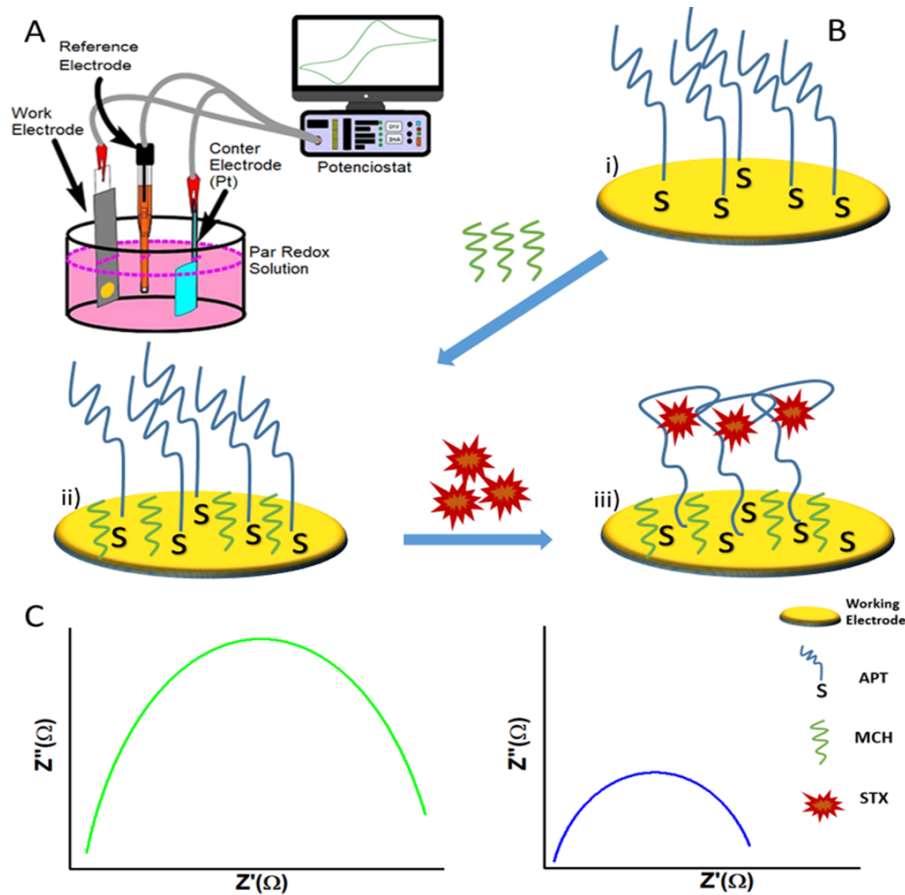 A
Reference
Electrode
Work
Electrode
Conter
Electrode
(Pt)
Potenciostat
Par Redox
Solution
B
i)
S
S
S
S
S
ii)
S
S
S
S
S
iii)
S
S
S
S
S
C
Z''(Ω)
Z'(Ω)
Z''(Ω)
Z'(Ω)
Working
Electrode
S
APT
MCH
STX